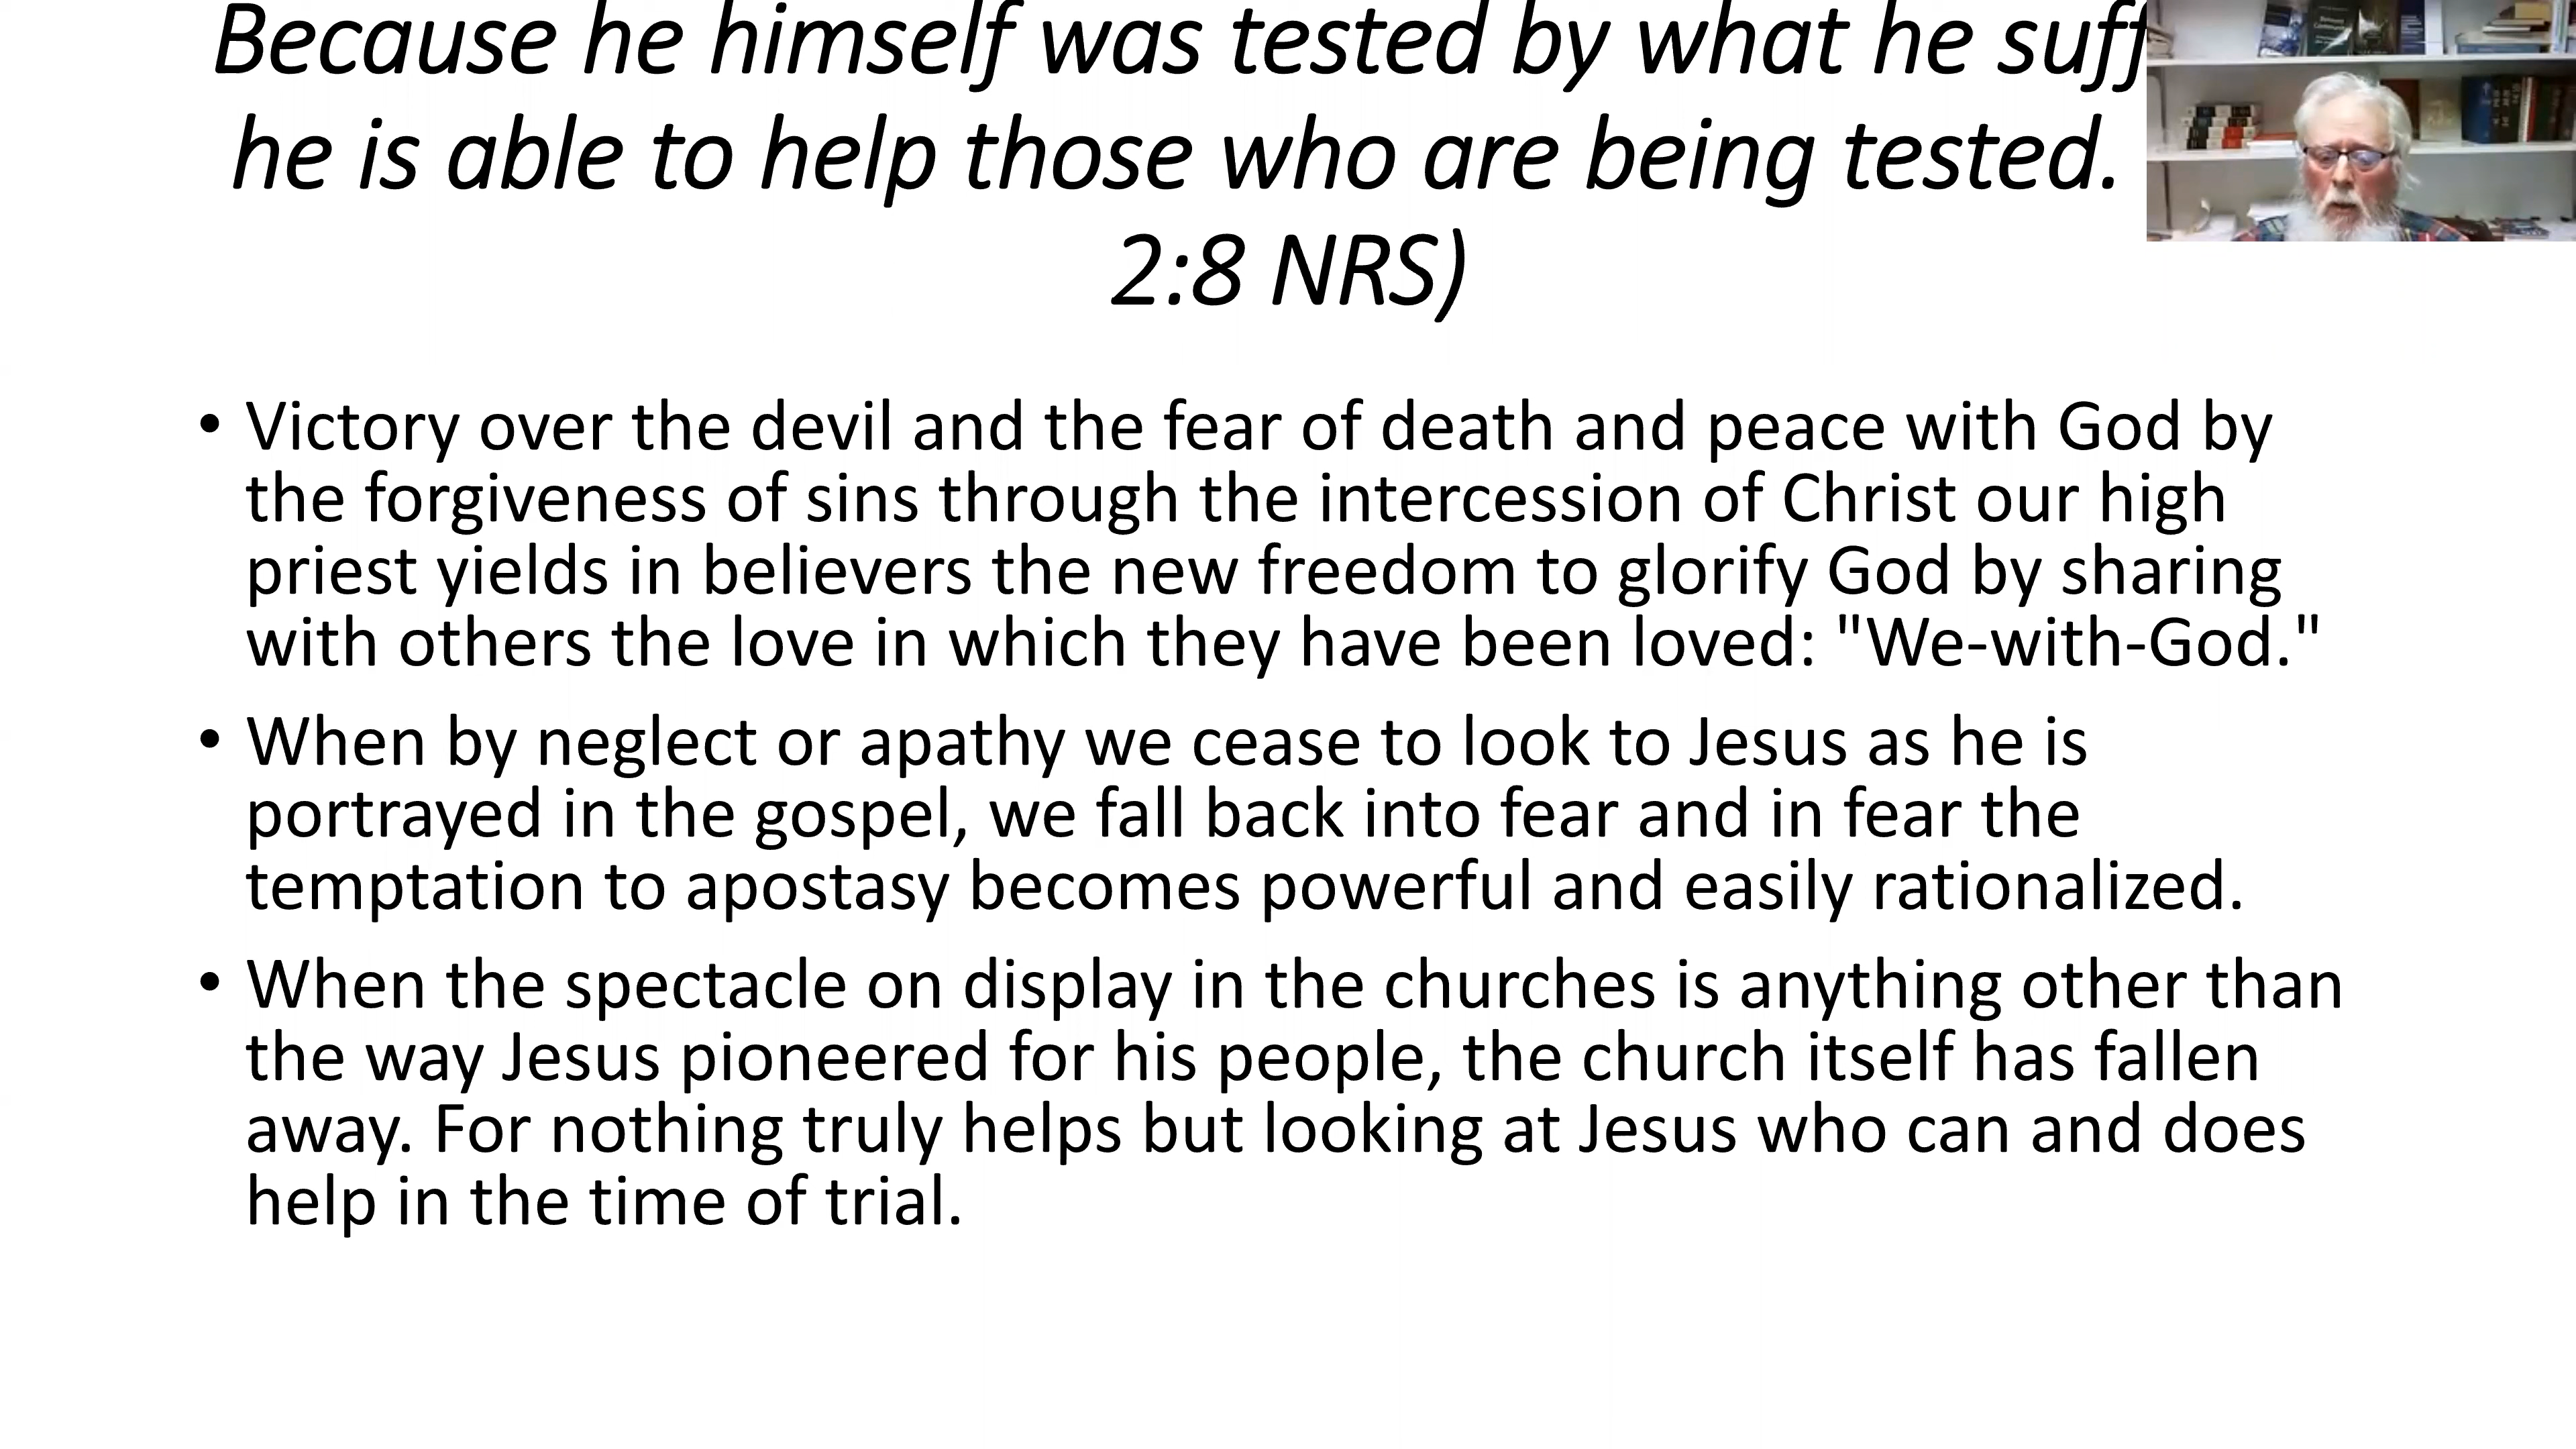 Because he himself was tested by what he suff
he is able to help those who are being tested.
2:8 NRS)
• Victory over the devil and the fear of death and peace with God by
the forgiveness of sins through the intercession of Christ our high
priest yields in believers the new freedom to glorify God by sharing
with others the love in which they have been loved: "We-with-God."
• When by neglect or apathy we cease to look to Jesus as he is
portrayed in the gospel, we fall back into fear and in fear the
temptation to apostasy becomes powerful and easily rationalized.
• When the spectacle on display in the churches is anything other than
the way Jesus pioneered for his people, the church itself has fallen
away. For nothing truly helps but looking at Jesus who can and does
help in the time of trial.